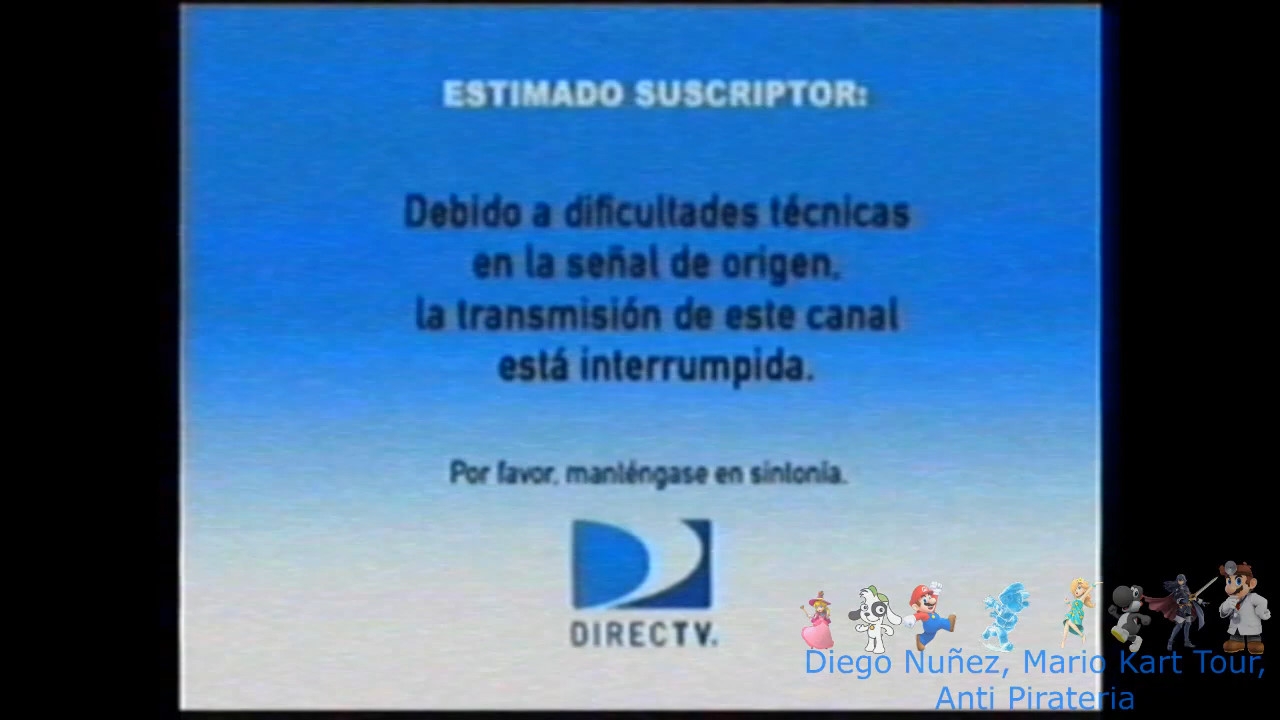 ESTIMADO SUSCRIPTOR:
Debido a dificultades técnicas
en la señal de origen,
la transmisión de este canal
está interrumpida.
Por favor, manténgase en sintonía.
DIRECTV.
Diego Nuñez, Mario Kart Tour,
Anti Pirateria